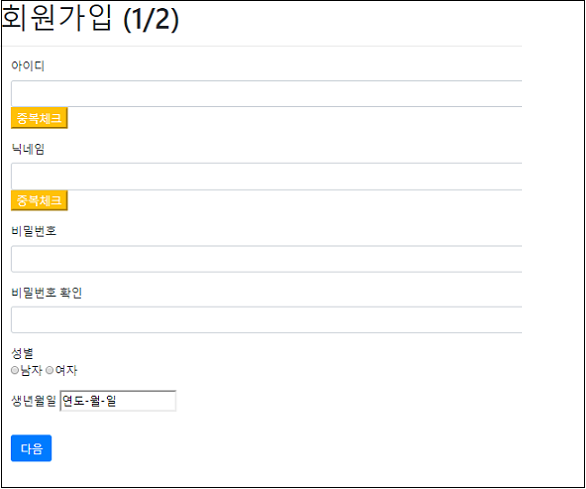 회원가입 (1/2)
아이디
중복체크
닉네임
중복체크
비밀번호
비밀번호 확인
성별
남자 여자
생년월일 연도-월-일
다음